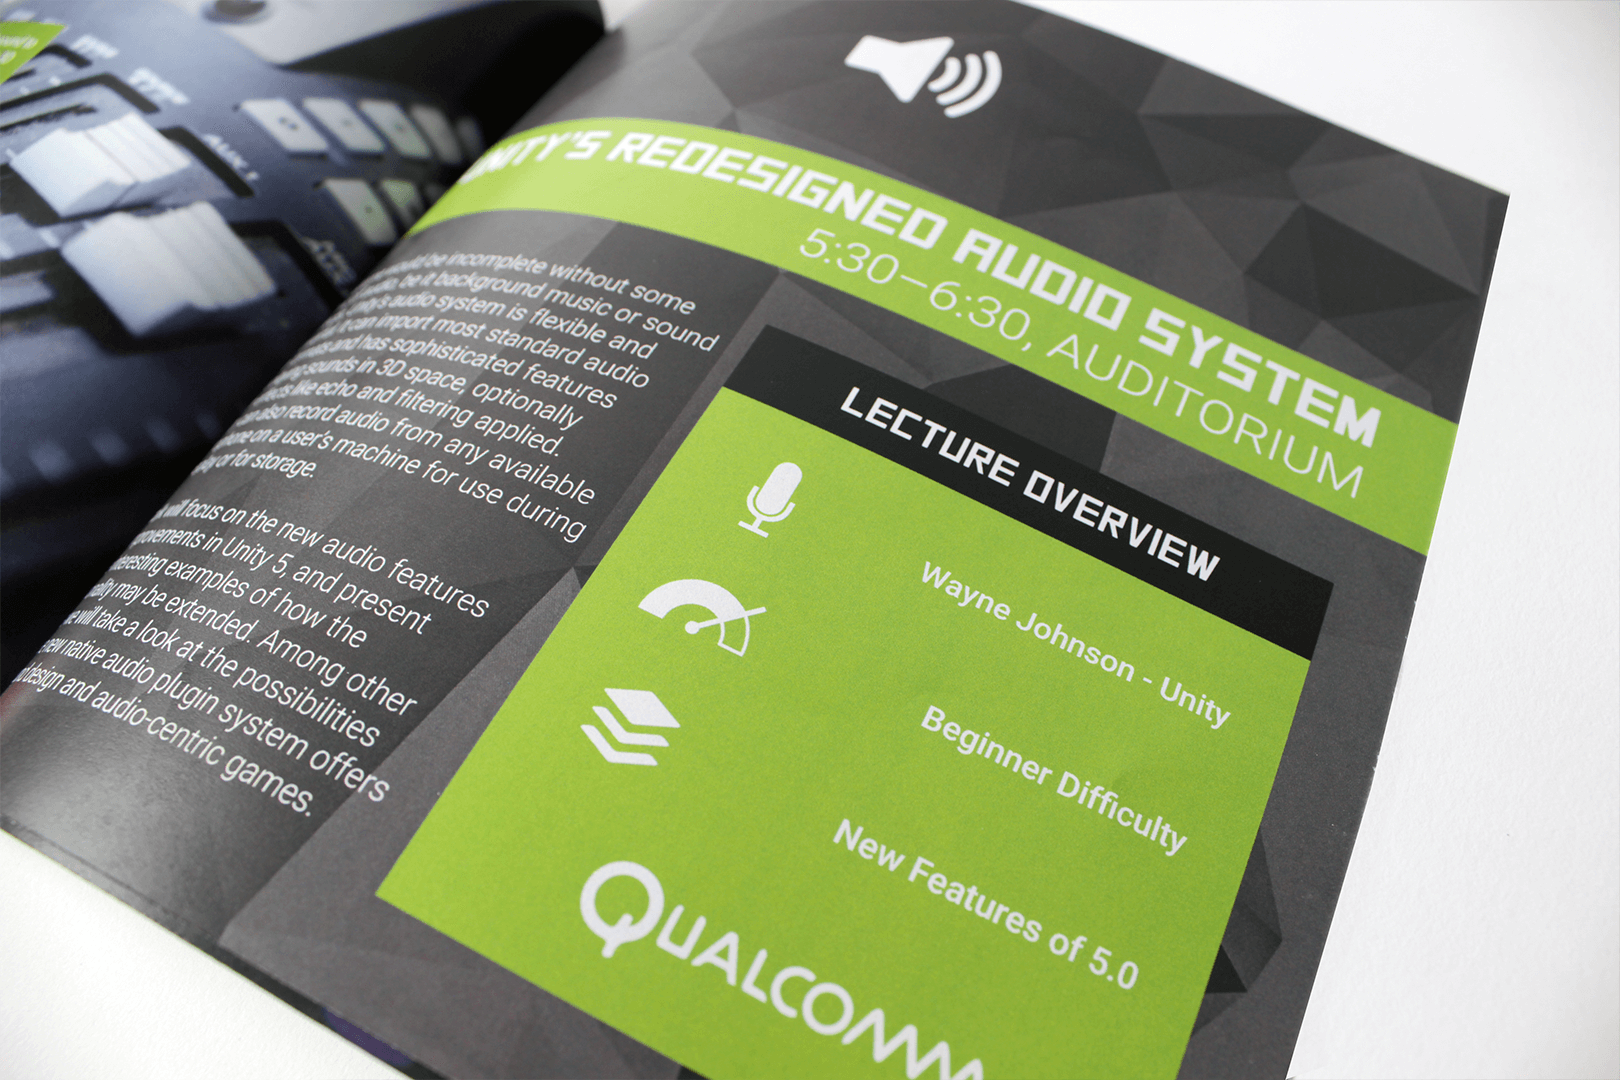 UNITY'S REDESIGNED AUDIO SYSTEM
5:30–6:30, AUDITORIUM
be incomplete without some
be it background music or sound
audio system is flexible and
can import most standard audio
and has sophisticated features
sounds in 3D space, optionally
like echo and filtering applied.
also record audio from any available
on a user's machine for use during
or for storage.
will focus on the new audio features
in Unity 5, and present
examples of how the
may be extended. Among other
will take a look at the possibilities
new native audio plugin system offers
design and audio-centric games.
LECTURE OVERVIEW
Wayne Johnson - Unity
Beginner Difficulty
New Features of 5.0
QUALCOMM